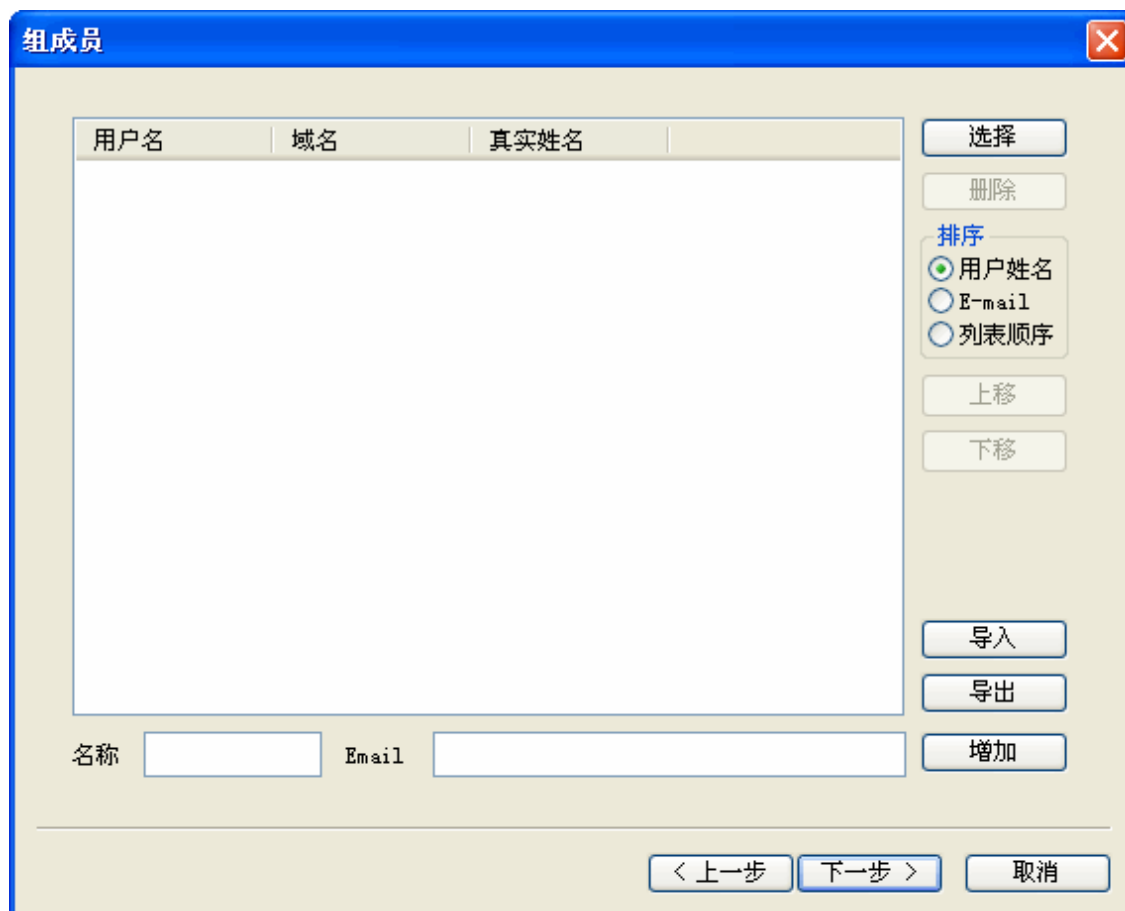 组成员
用户名 域名 真实姓名
选择
删除
排序
用户姓名
E-mail
列表顺序
上移
下移
导入
导出
名称 Email 增加
< 上一步 下一步 > 取消